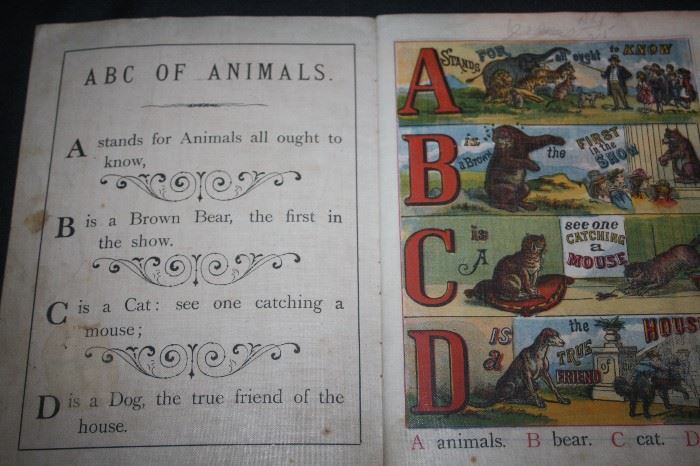 ABC OF ANIMALS.
A stands for Animals all ought to
know,
B is a Brown Bear, the first in
the show.
C is a Cat: see one catching a
mouse;
D is a Dog, the true friend of the
house.
A STANDS FOR all ought to KNOW
B is a Brown the FIRST in the SHOW
C is A see one CATCHING a MOUSE
D is a the TRUE FRIEND of HOUS
A animals. B bear. C cat. D